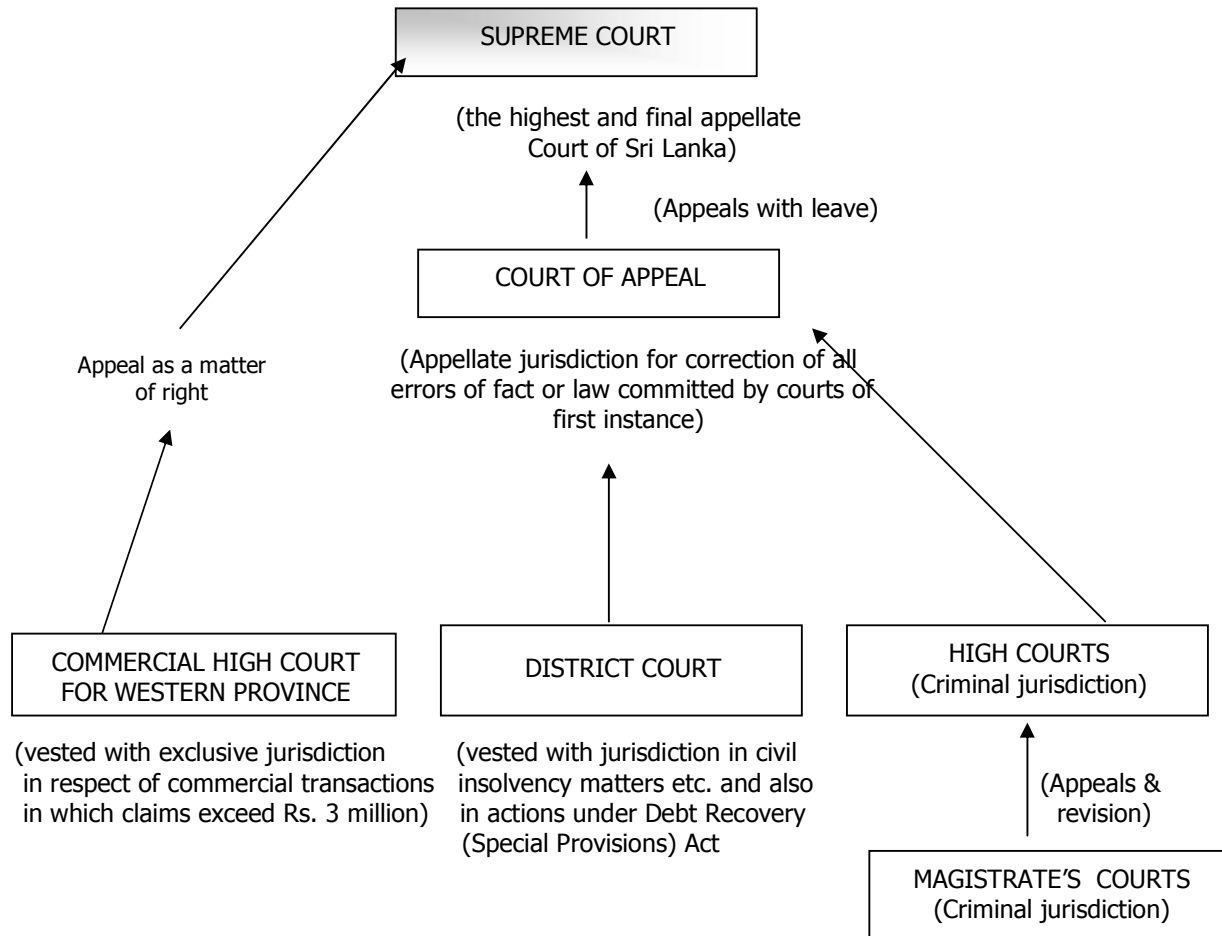 SUPREME COURT
(the highest and final appellate
Court of Sri Lanka)
(Appeals with leave)
COURT OF APPEAL
Appeal as a matter
of right
(Appellate jurisdiction for correction of all
errors of fact or law committed by courts of
first instance)
COMMERCIAL HIGH COURT
FOR WESTERN PROVINCE
(vested with exclusive jurisdiction
in respect of commercial transactions
in which claims exceed Rs. 3 million)
DISTRICT COURT
(vested with jurisdiction in civil
insolvency matters etc. and also
in actions under Debt Recovery
(Special Provisions) Act
HIGH COURTS
(Criminal jurisdiction)
(Appeals &
revision)
MAGISTRATE’S COURTS
(Criminal jurisdiction)